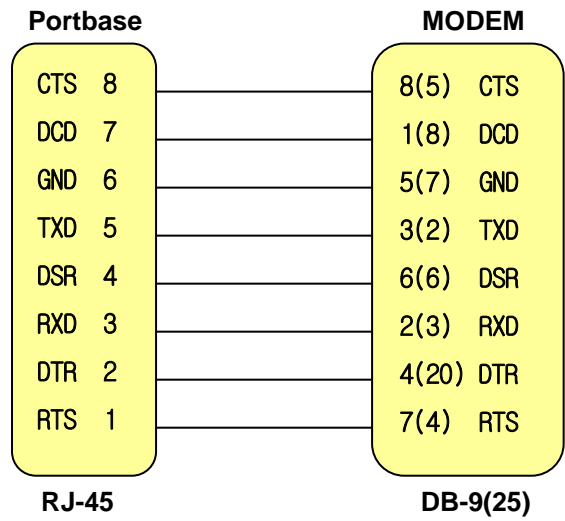 Portbase MODEM
CTS 8 8(5) CTS
DCD 7 1(8) DCD
GND 6 5(7) GND
TXD 5 3(2) TXD
DSR 4 6(6) DSR
RXD 3 2(3) RXD
DTR 2 4(20) DTR
RTS 1 7(4) RTS
RJ-45 DB-9(25)